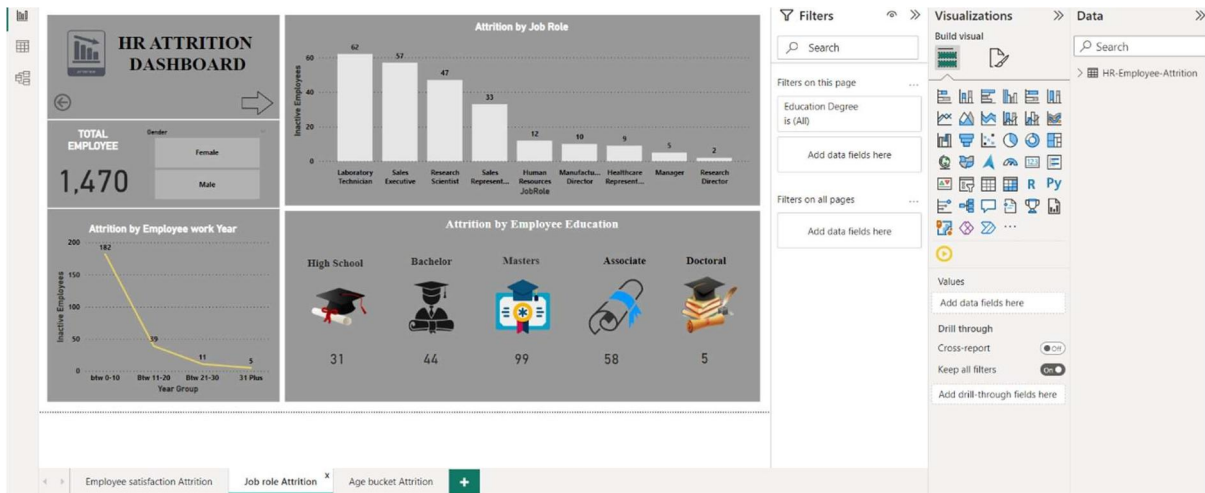 HR ATTRITION
DASHBOARD
TOTAL
EMPLOYEE
1,470
Gender
Female
Male
Attrition by Job Role
Inactive Employees
60
40
20
0
62
57
47
33
12
10
9
5
2
Laboratory
Technician
Sales
Executive
Research
Scientist
Sales
Represent...
Human
Resources
Manufactu...
Director
Healthcare
Represent...
Manager
Research
Director
JobRole
Attrition by Employee work Year
Inactive Employees
200
150
100
50
0
182
39
11
5
btw 0-10
Btw 11-20
Btw 21-30
31 Plus
Year Group
Attrition by Employee Education
High School
Bachelor
Masters
Associate
Doctoral
31
44
99
58
5
Employee satisfaction Attrition
Job role Attrition
x
Age bucket Attrition
+
Filters
Search
Filters on this page
...
Education Degree
is (All)
Add data fields here
Filters on all pages
...
Add data fields here
Visualizations
Build visual
123
R
Py
...
Values
Add data fields here
Drill through
Cross-report
Off
Keep all filters
On
Add drill-through fields here
Data
Search
HR-Employee-Attrition